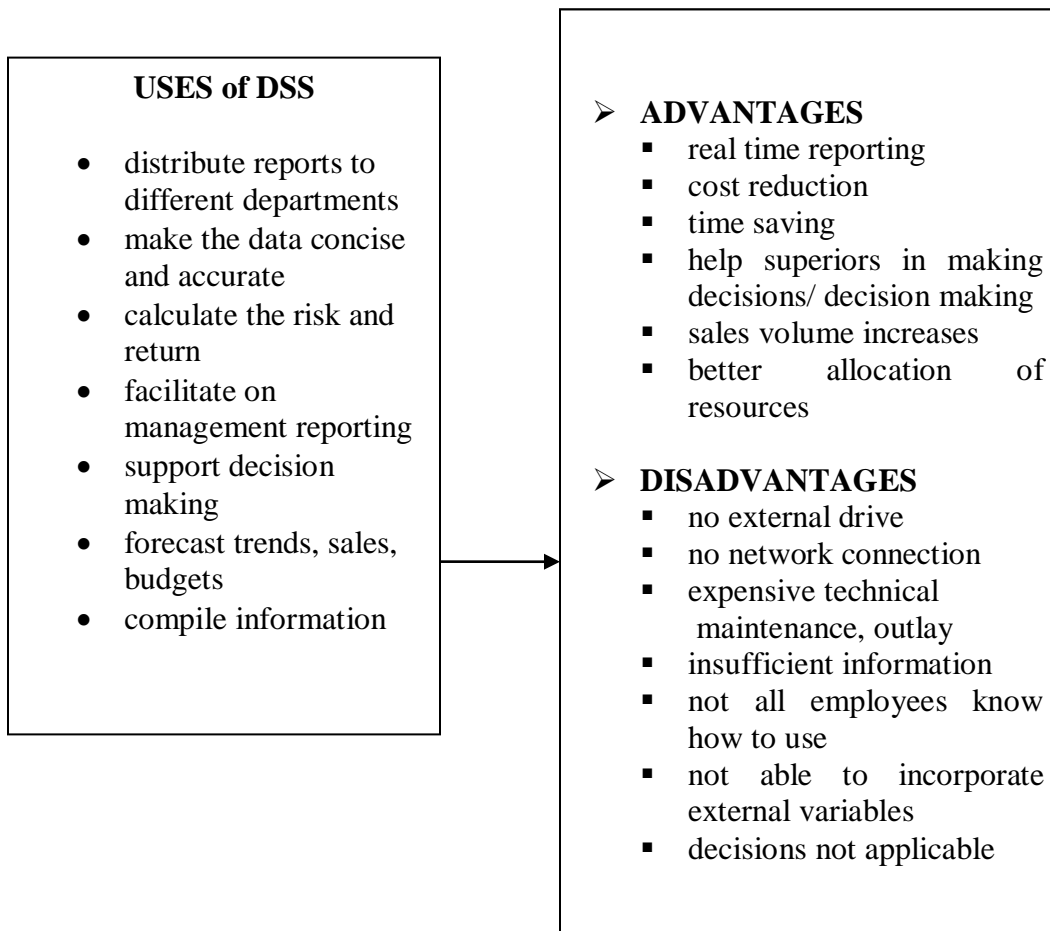 USES of DSS
• distribute reports to
different departments
• make the data concise
and accurate
• calculate the risk and
return
• facilitate on
management reporting
• support decision
making
• forecast trends, sales,
budgets
• compile information
➢ ADVANTAGES
▪ real time reporting
▪ cost reduction
▪ time saving
▪ help superiors in making
decisions/ decision making
▪ sales volume increases
▪ better allocation of
resources
➢ DISADVANTAGES
▪ no external drive
▪ no network connection
▪ expensive technical
maintenance, outlay
▪ insufficient information
▪ not all employees know
how to use
▪ not able to incorporate
external variables
▪ decisions not applicable